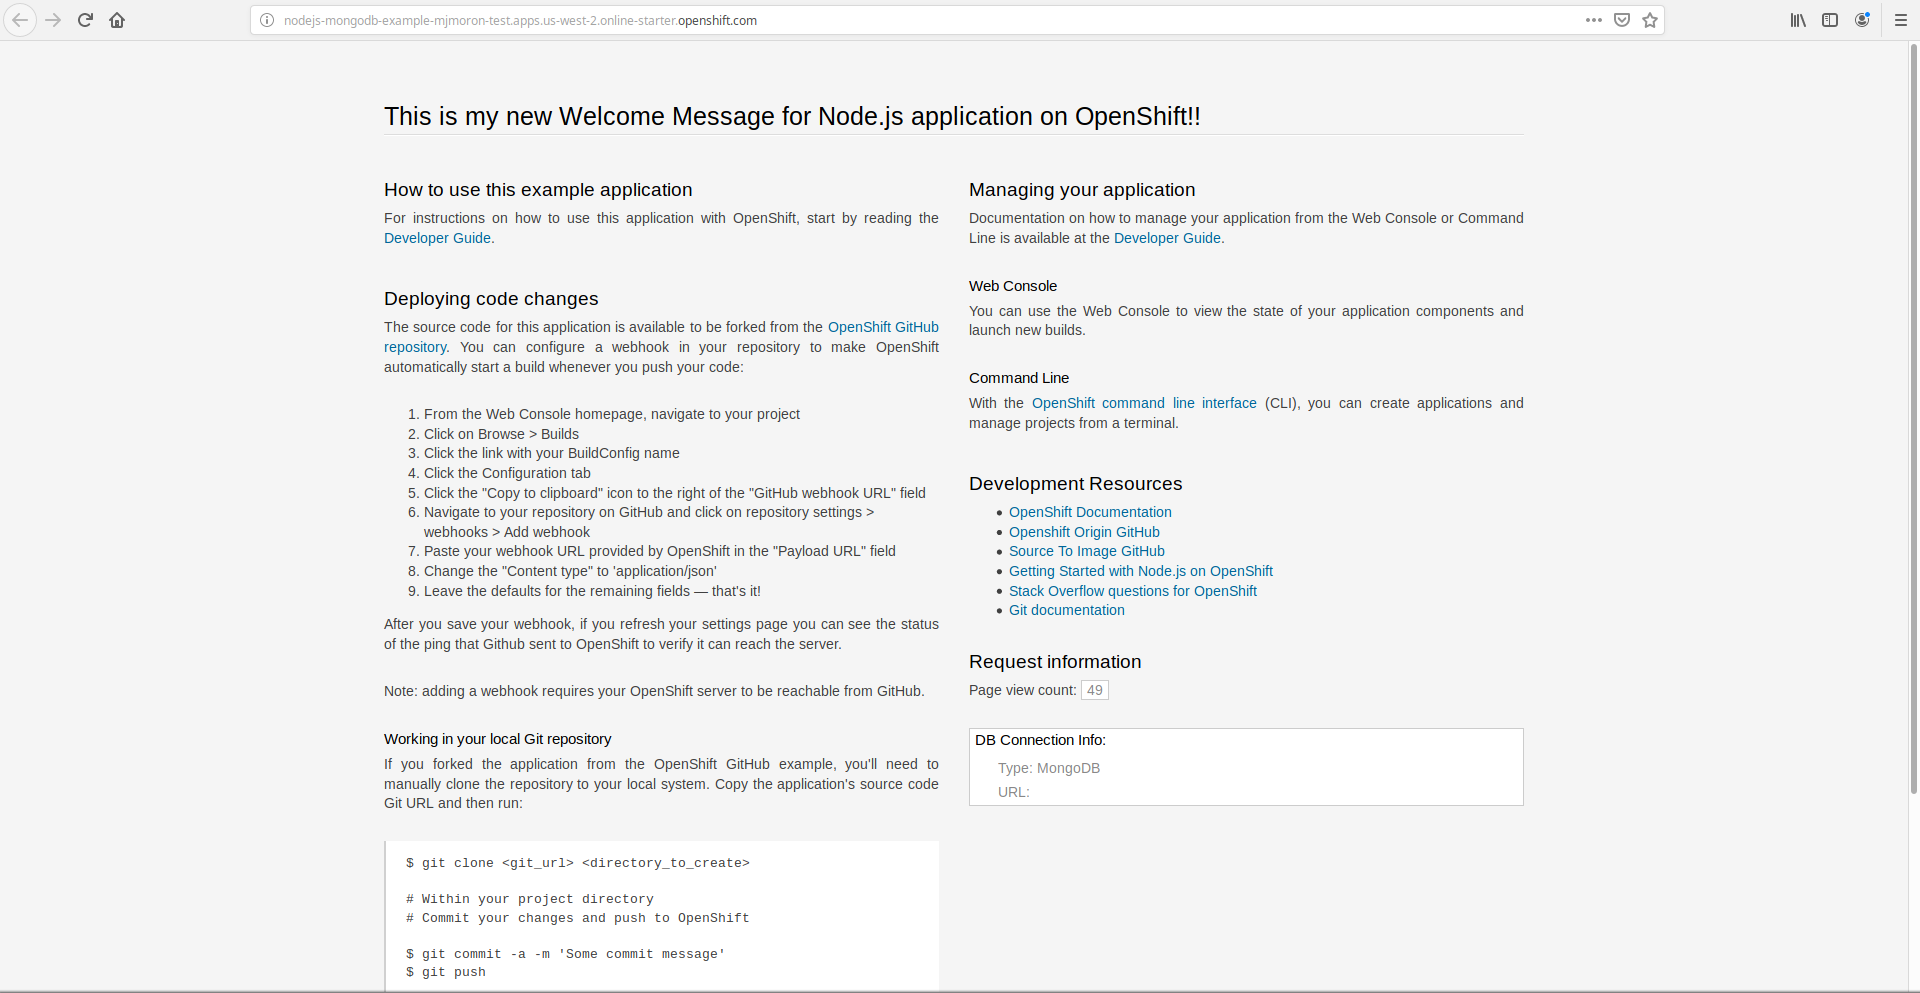 nodejs-mongodb-example-mjmoron-test.apps.us-west-2.online-starter.openshift.com
This is my new Welcome Message for Node.js application on OpenShift!!
How to use this example application
For instructions on how to use this application with OpenShift, start by reading the
Developer Guide.
Deploying code changes
The source code for this application is available to be forked from the OpenShift GitHub
repository. You can configure a webhook in your repository to make OpenShift
automatically start a build whenever you push your code:
1. From the Web Console homepage, navigate to your project
2. Click on Browse > Builds
3. Click the link with your BuildConfig name
4. Click the Configuration tab
5. Click the "Copy to clipboard" icon to the right of the "GitHub webhook URL" field
6. Navigate to your repository on GitHub and click on repository settings >
webhooks > Add webhook
7. Paste your webhook URL provided by OpenShift in the "Payload URL" field
8. Change the "Content type" to 'application/json'
9. Leave the defaults for the remaining fields — that's it!
After you save your webhook, if you refresh your settings page you can see the status
of the ping that Github sent to OpenShift to verify it can reach the server.
Note: adding a webhook requires your OpenShift server to be reachable from GitHub.
Working in your local Git repository
If you forked the application from the OpenShift GitHub example, you'll need to
manually clone the repository to your local system. Copy the application's source code
Git URL and then run:
$ git clone <git_url> <directory_to_create>
# Within your project directory
# Commit your changes and push to OpenShift
$ git commit -a -m 'Some commit message'
$ git push
Managing your application
Documentation on how to manage your application from the Web Console or Command
Line is available at the Developer Guide.
Web Console
You can use the Web Console to view the state of your application components and
launch new builds.
Command Line
With the OpenShift command line interface (CLI), you can create applications and
manage projects from a terminal.
Development Resources
• OpenShift Documentation
• Openshift Origin GitHub
• Source To Image GitHub
• Getting Started with Node.js on OpenShift
• Stack Overflow questions for OpenShift
• Git documentation
Request information
Page view count: 49
DB Connection Info:
Type: MongoDB
URL: